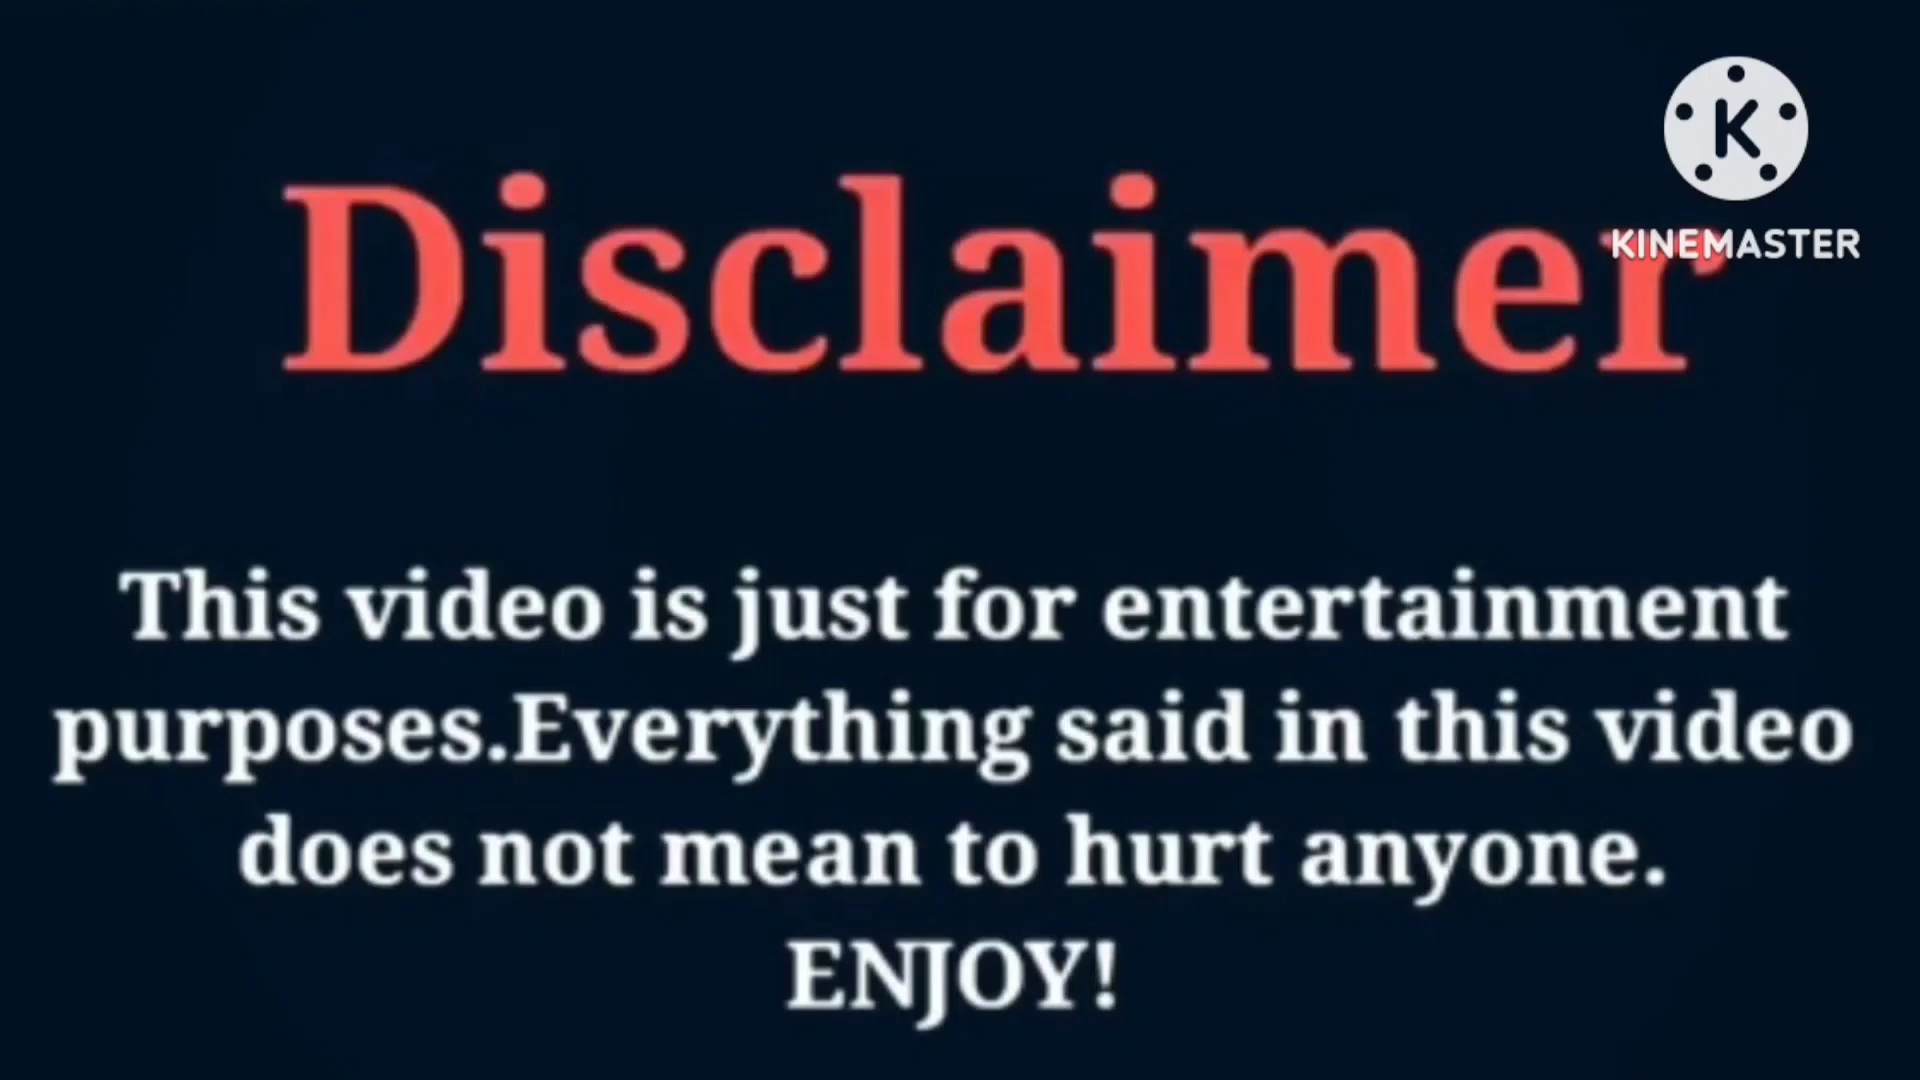 K
KINEMASTER
Disclaimer
This video is just for entertainment
purposes.Everything said in this video
does not mean to hurt anyone.
ENJOY!